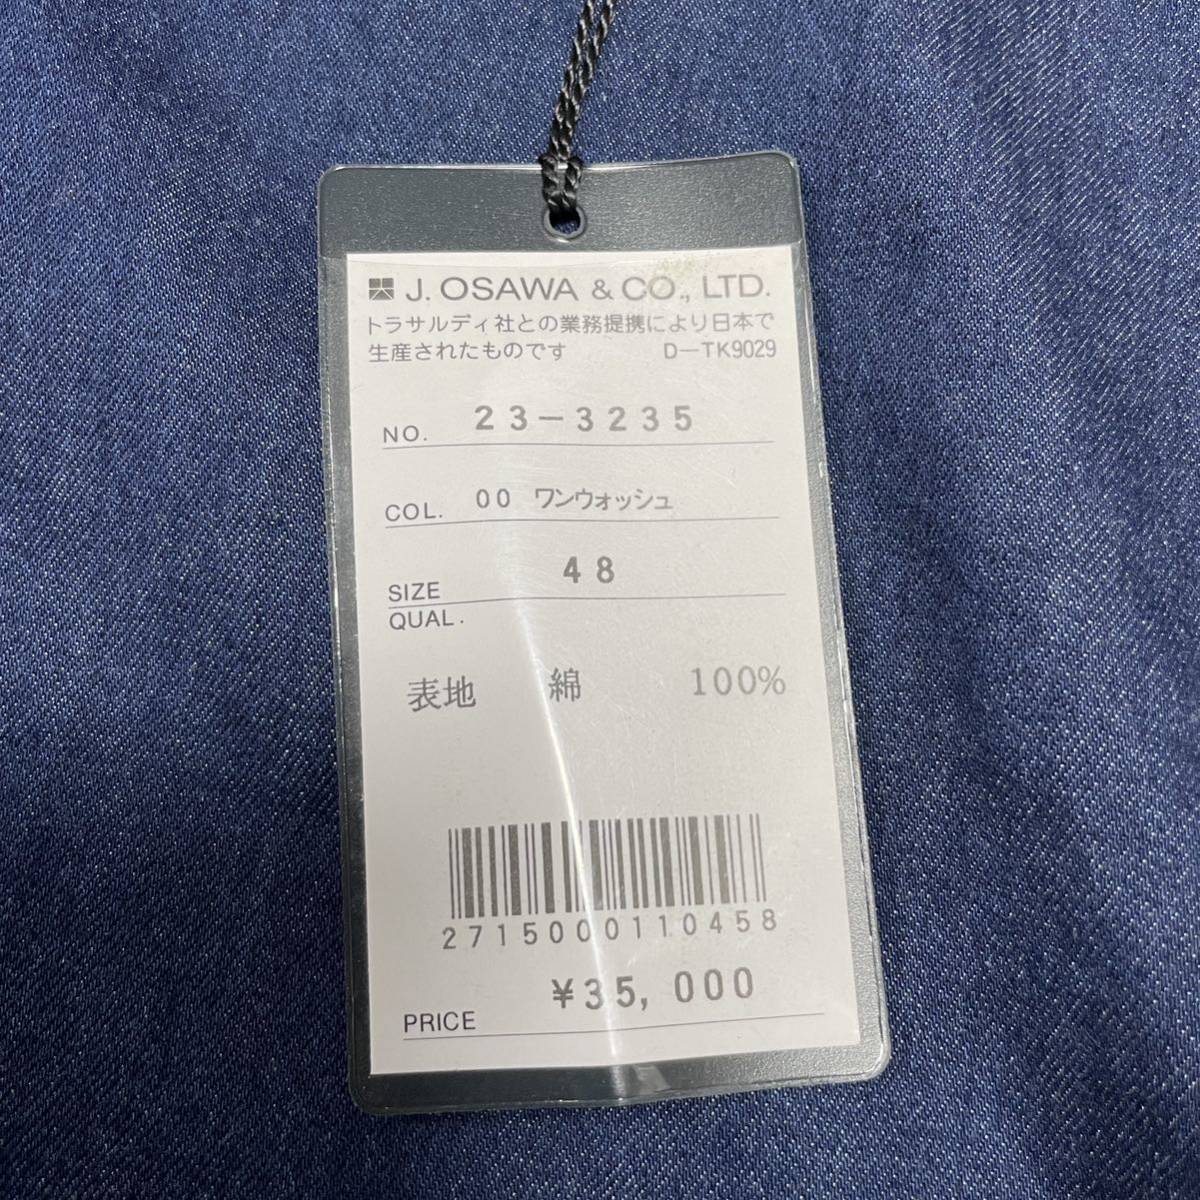 J. OSAWA & CO., LTD.
トラサルディ社との業務提携により日本で
生産されたものです D-TK9029
NO. 23-3235
COL. 00 ワンウォッシュ
SIZE 48
QUAL.
表地 綿 100%
2715000110458
¥35,000
PRICE